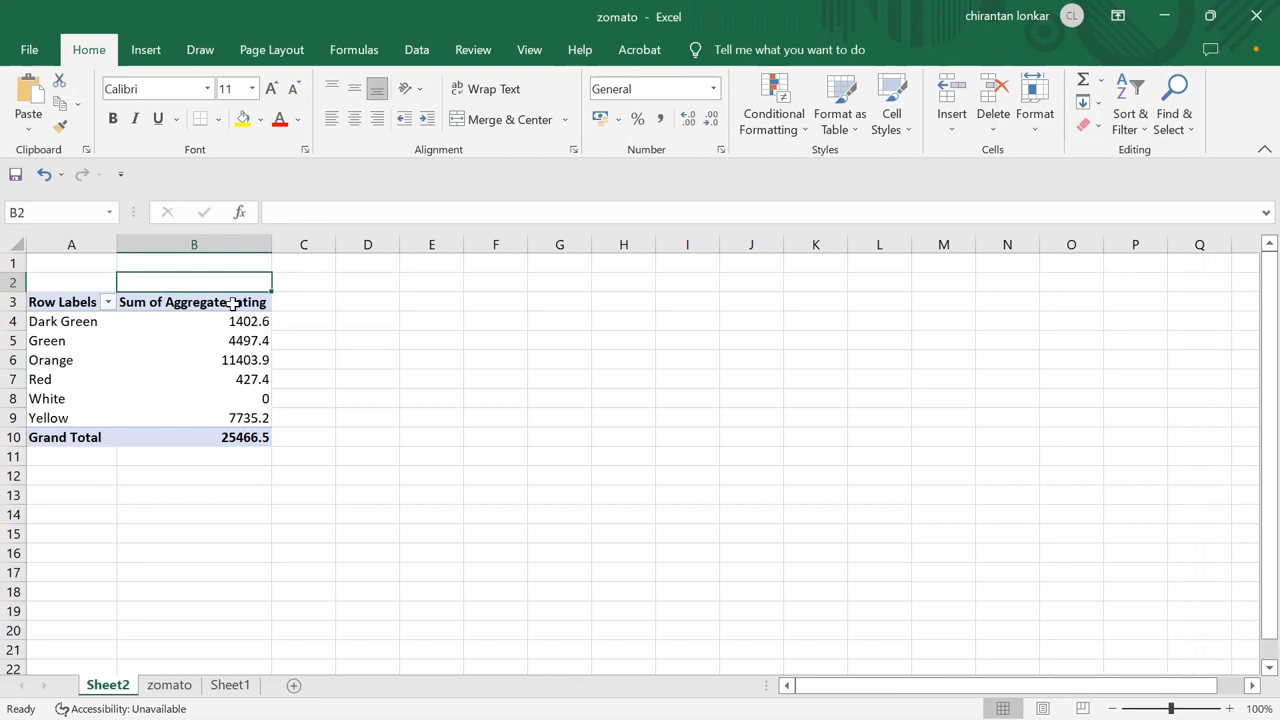 zomato - Excel
chirantan lonkar CL
File Home Insert Draw Page Layout Formulas Data Review View Help Acrobat Tell me what you want to do
Paste
Clipboard
Calibri 11
B I U
Font
Wrap Text
Merge & Center
Alignment
General
Number
Conditional Formatting
Format as Table
Cell Styles
Styles
Insert Delete Format
Cells
Sort & Filter
Find & Select
Editing
B2 fx
A B C D E F G H I J K L M N O P Q
1
2
3 Row Labels Sum of Aggregate
4 Dark Green 1402.6
5 Green 4497.4
6 Orange 11403.9
7 Red 427.4
8 White 0
9 Yellow 7735.2
10 Grand Total 25466.5
11
12
13
14
15
16
17
18
19
20
21
22
Sheet2 zomato Sheet1
Ready Accessibility: Unavailable 100%